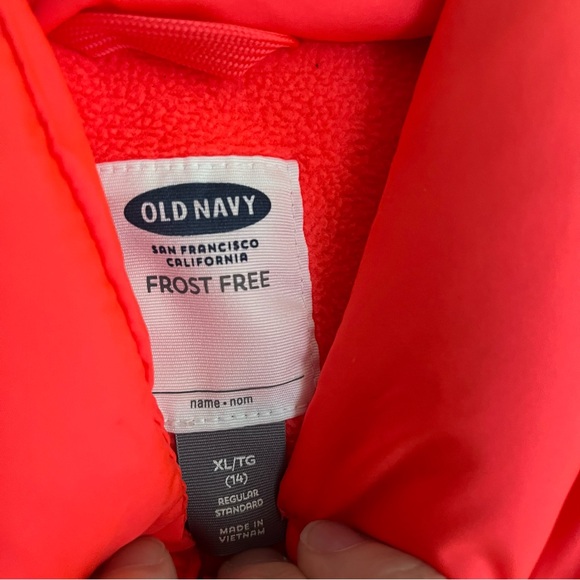 OLD NAVY
SAN FRANCISCO
CALIFORNIA
FROST FREE
name • nom
XL/TG
(14)
REGULAR
STANDARD
MADE IN
VIETNAM